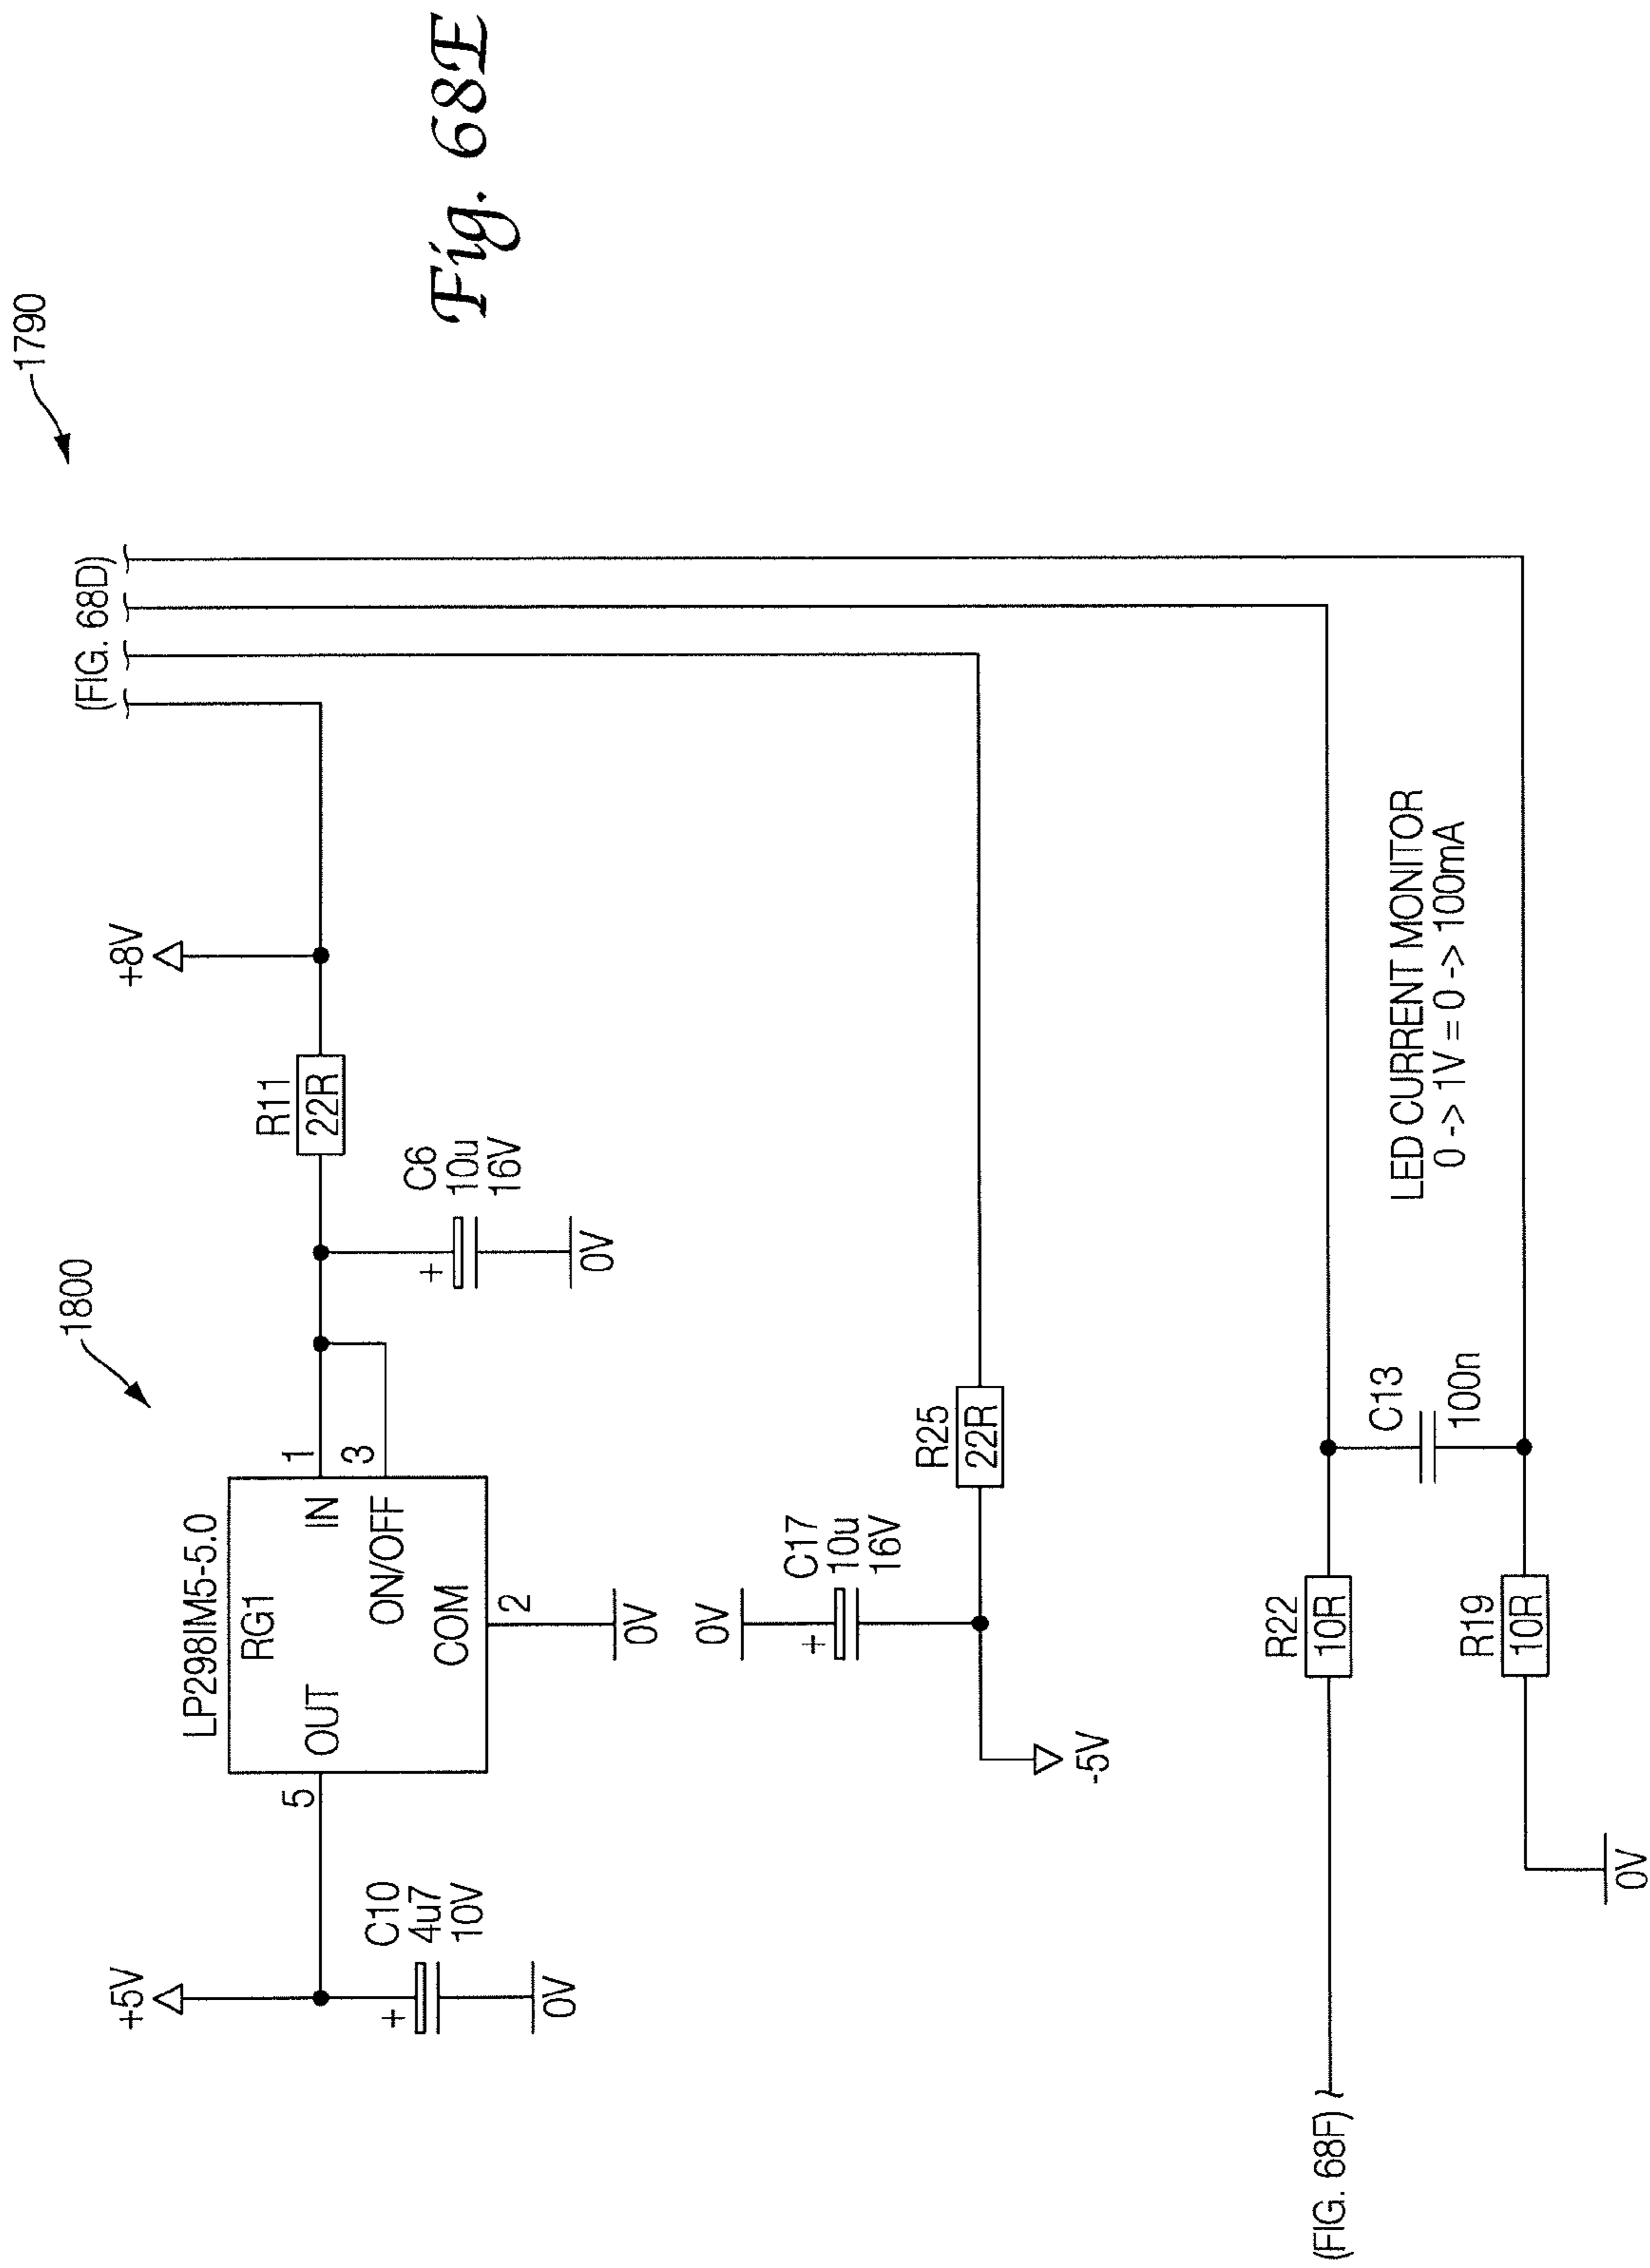 Fig. 68E
1790
1800
(FIG. 68D)
+5V
+8V
LP298IM5-5.0
RG1
OUT
IN
ON/OFF
COM
5
1
3
2
0V
C10
4u7
10V
0V
R11
22R
C6
10u
16V
0V
0V
C17
10u
16V
R25
22R
-5V
LED CURRENT MONITOR
0 -> 1V = 0 -> 100mA
C13
100n
R22
10R
R19
10R
0V
(FIG. 68F)